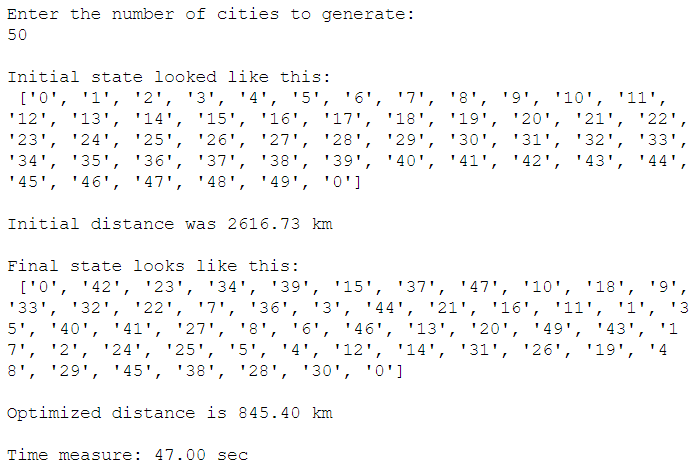 Enter the number of cities to generate:
50
Initial state looked like this:
['0', '1', '2', '3', '4', '5', '6', '7', '8', '9', '10', '11',
'12', '13', '14', '15', '16', '17', '18', '19', '20', '21', '22',
'23', '24', '25', '26', '27', '28', '29', '30', '31', '32', '33',
'34', '35', '36', '37', '38', '39', '40', '41', '42', '43', '44',
'45', '46', '47', '48', '49', '0']
Initial distance was 2616.73 km
Final state looks like this:
['0', '42', '23', '34', '39', '15', '37', '47', '10', '18', '9',
'33', '32', '22', '7', '36', '3', '44', '21', '16', '11', '1', '3
5', '40', '41', '27', '8', '6', '46', '13', '20', '49', '43', '1
7', '2', '24', '25', '5', '4', '12', '14', '31', '26', '19', '4
8', '29', '45', '38', '28', '30', '0']
Optimized distance is 845.40 km
Time measure: 47.00 sec